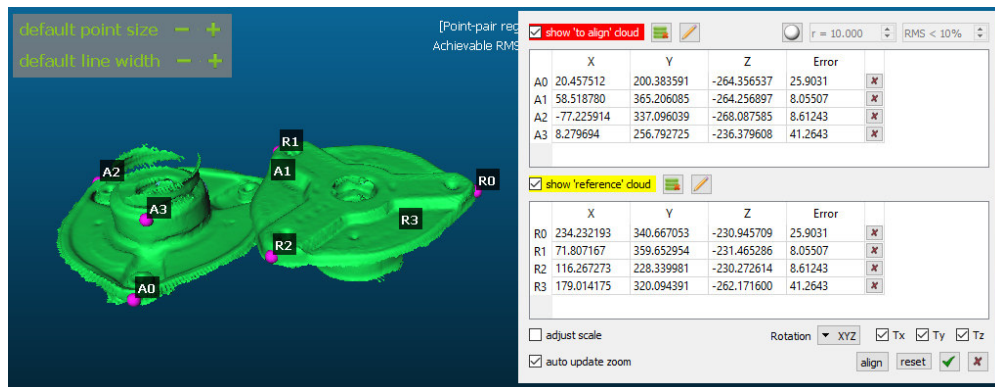 default point size − +
default line width − +
[Point-pair reg
Achievable RMS
A2
A3
A0
R1
A1
R0
R3
R2
show 'to align' cloud
r = 10.000
RMS < 10%
X Y Z Error
A0 20.457512 200.383591 -264.356537 25.9031
A1 58.518780 365.206085 -264.256897 8.05507
A2 -77.225914 337.096039 -268.087585 8.61243
A3 8.279694 256.792725 -236.379608 41.2643
show 'reference' cloud
X Y Z Error
R0 234.232193 340.667053 -230.945709 25.9031
R1 71.807167 359.652954 -231.465286 8.05507
R2 116.267273 228.339981 -230.272614 8.61243
R3 179.014175 320.094391 -262.171600 41.2643
adjust scale
Rotation XYZ Tx Ty Tz
auto update zoom
align reset